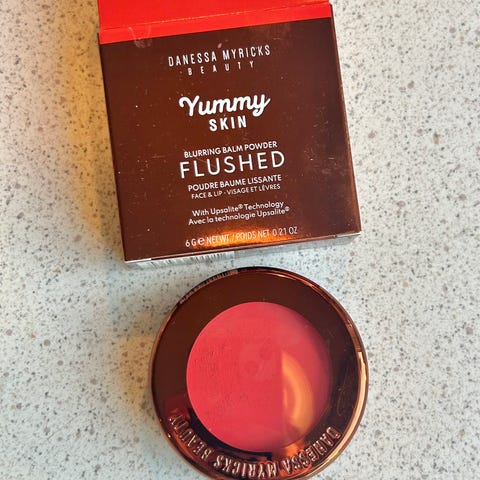 DANESSA MYRICKS
BEAUTY
Yummy
SKIN
BLURRING BALM POWDER
FLUSHED
POUDRE BAUME LISSANTE
FACE & LIP • VISAGE ET LÈVRES
With Upsalite® Technology
Avec la technologie Upsalite®
6 G ℮ NET WT / POIDS NET 0.21 OZ
DANESSA MYRICKS BEAUTY